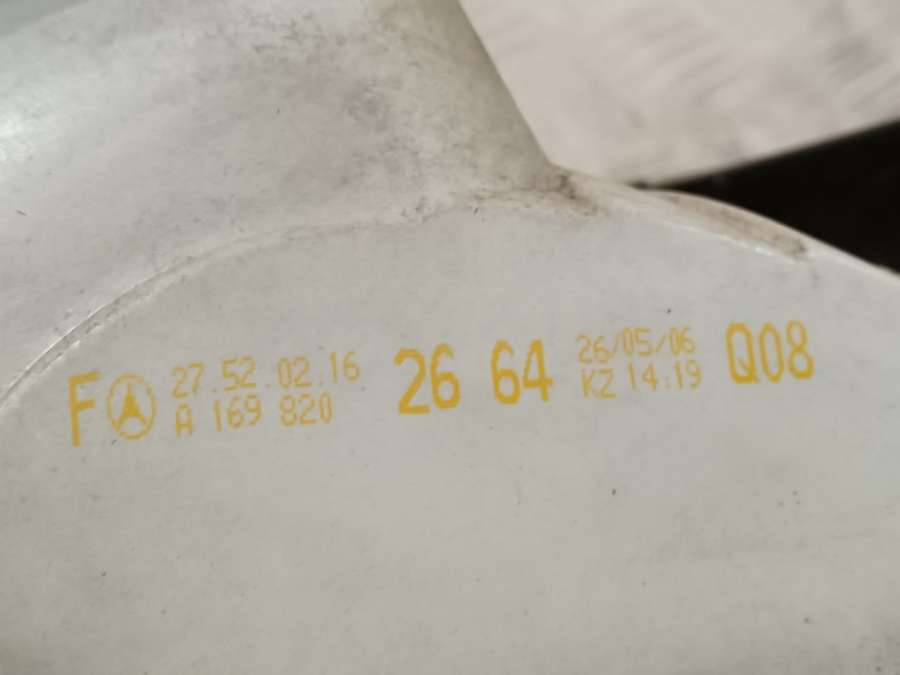 F 27.52.02.16 26 64 26/05/06 Q08
A 169 820 KZ 14:19